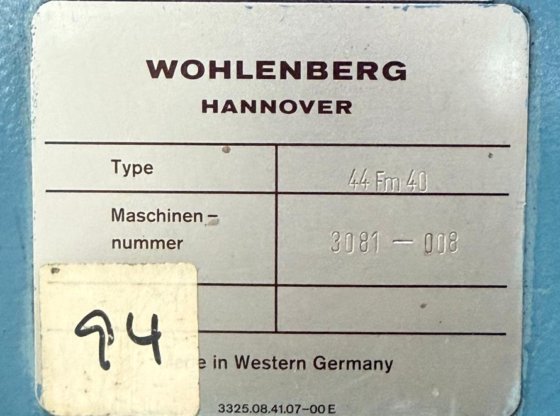 WOHLENBERG
HANNOVER
Type 44 Fm 40
Maschinen-
nummer 3081 — 008
94
in Western Germany
3325.08.41.07-00 E